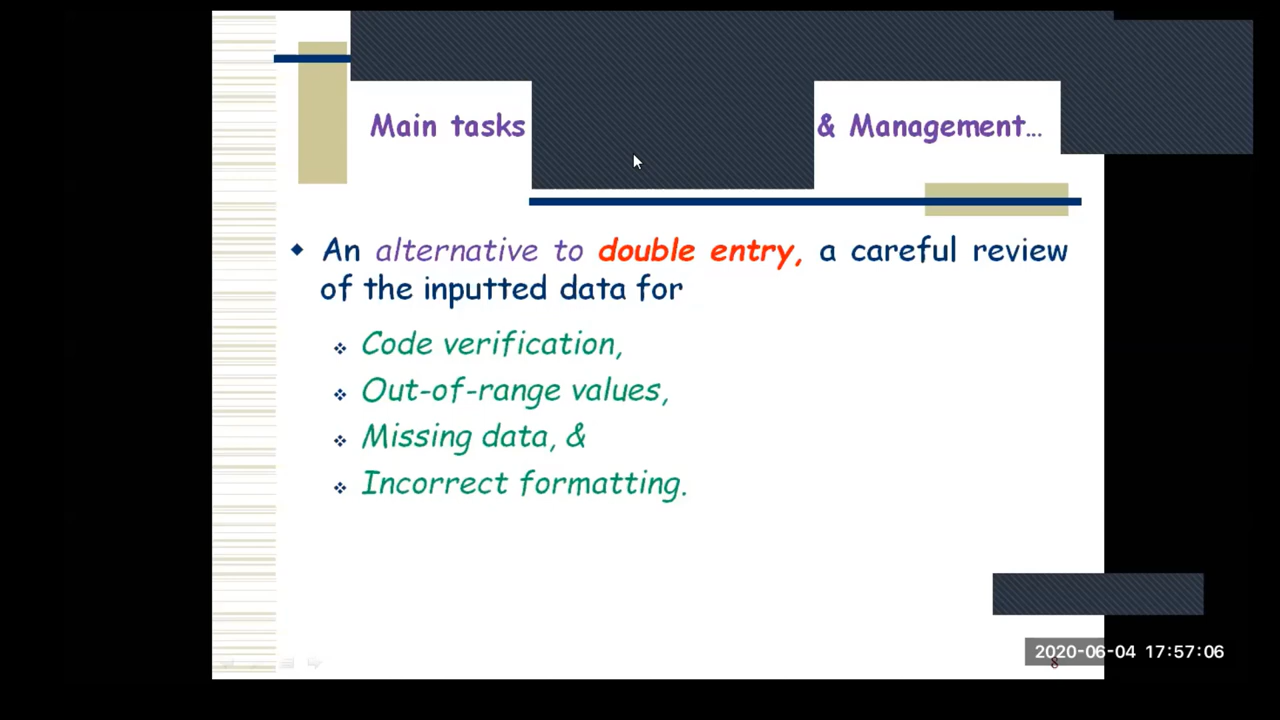 Main tasks & Management...
An alternative to double entry, a careful review
of the inputted data for
Code verification,
Out-of-range values,
Missing data, &
Incorrect formatting.
2020-06-04 17:57:06
8